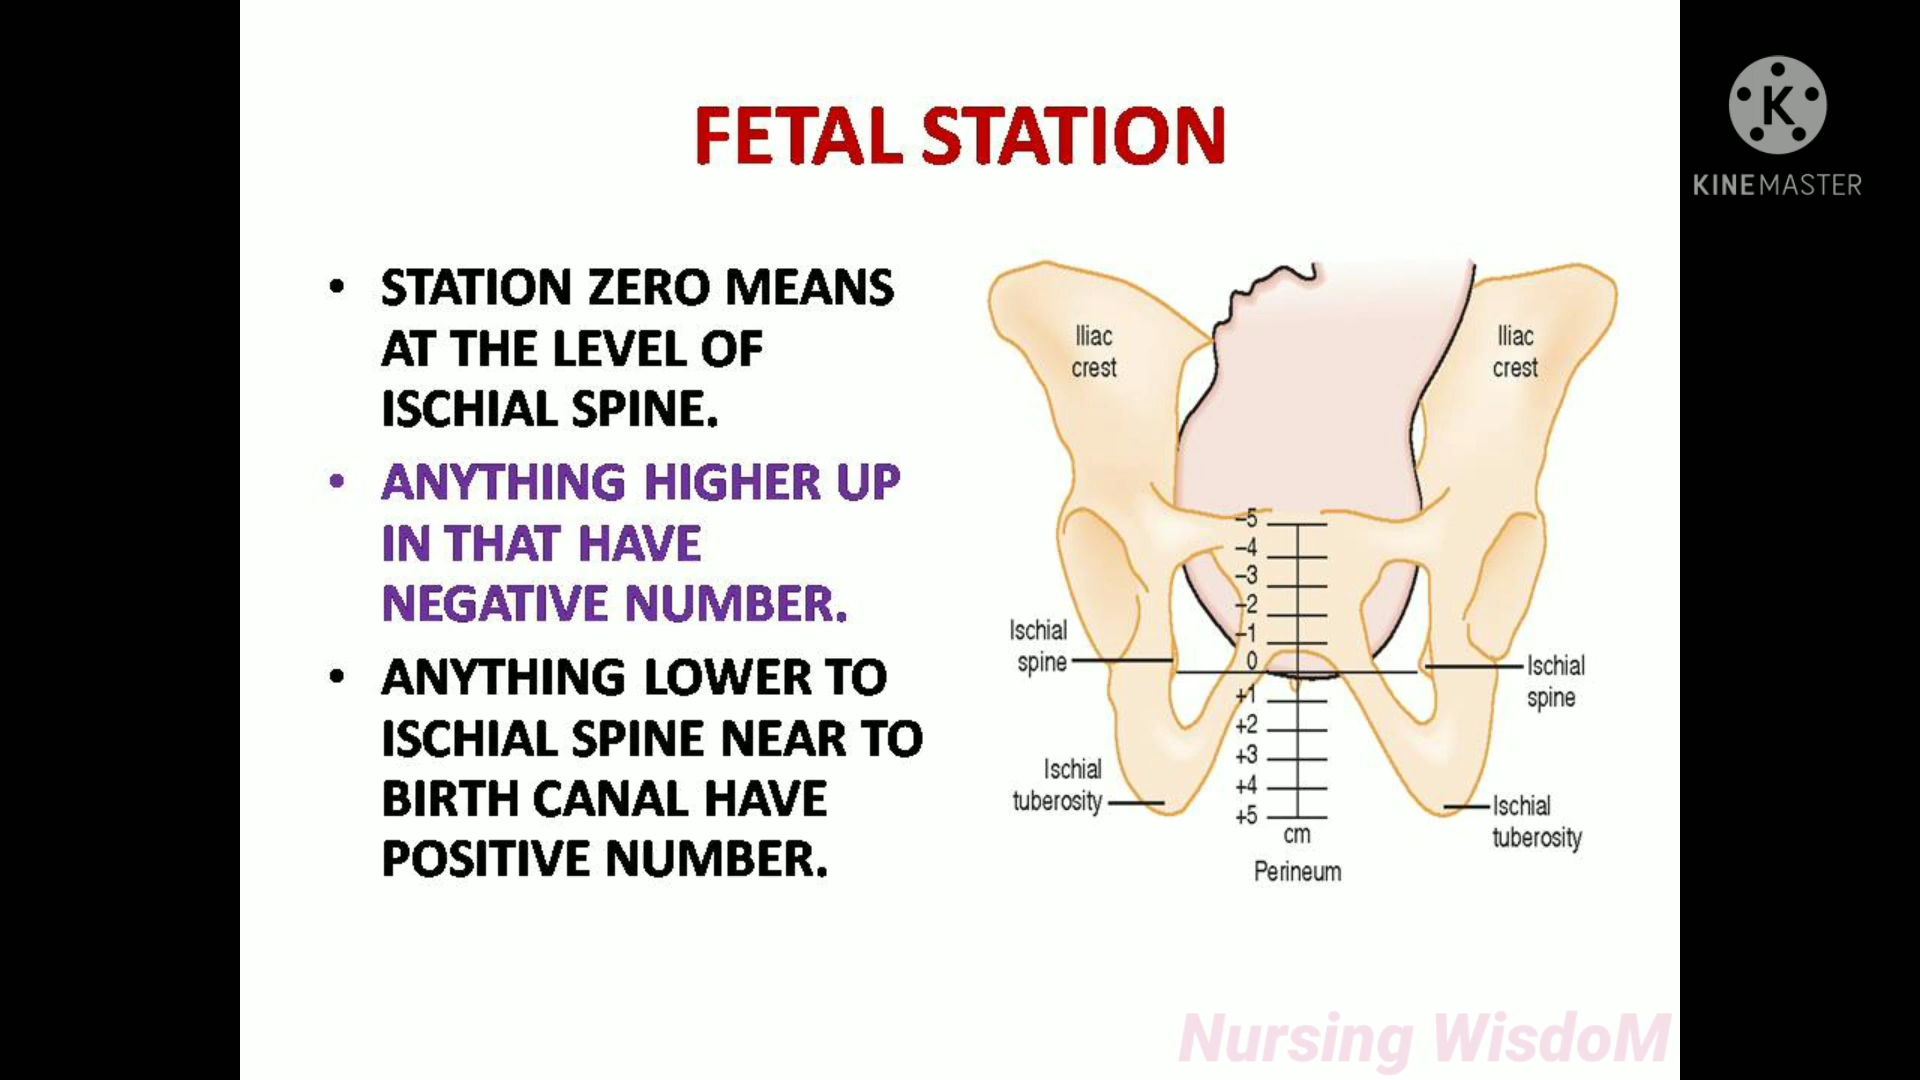 FETAL STATION
K
KINEMASTER
• STATION ZERO MEANS
AT THE LEVEL OF
ISCHIAL SPINE.
• ANYTHING HIGHER UP
IN THAT HAVE
NEGATIVE NUMBER.
• ANYTHING LOWER TO
ISCHIAL SPINE NEAR TO
BIRTH CANAL HAVE
POSITIVE NUMBER.
Iliac
crest
Iliac
crest
–5
–4
–3
–2
–1
0
+1
+2
+3
+4
+5
cm
Perineum
Ischial
spine
Ischial
spine
Ischial
tuberosity
Ischial
tuberosity
Nursing WisdoM